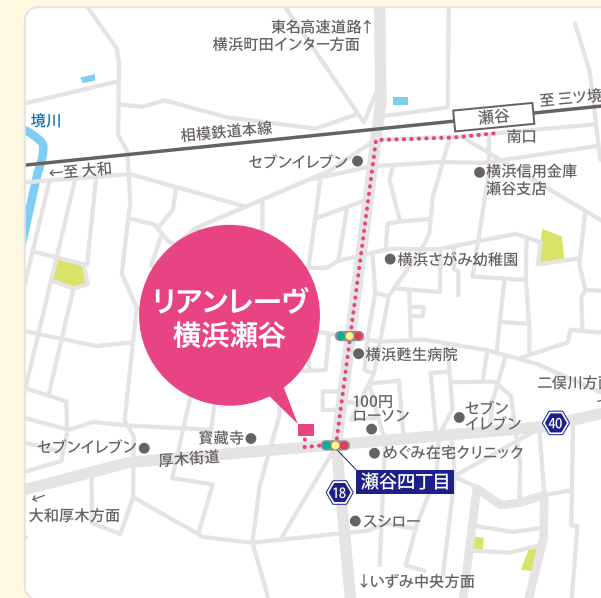 東名高速道路↑
横浜町田インター方面
境川
相模鉄道本線
瀬谷
至 三ツ境
南口
←至 大和
セブンイレブン
横浜信用金庫
瀬谷支店
横浜さがみ幼稚園
リアンレーヴ
横浜瀬谷
横浜甦生病院
二俣川方面
100円
ローソン
セブン
イレブン
40
寳藏寺
セブンイレブン
厚木街道
めぐみ在宅クリニック
瀬谷四丁目
18
←
大和厚木方面
スシロー
↓いずみ中央方面